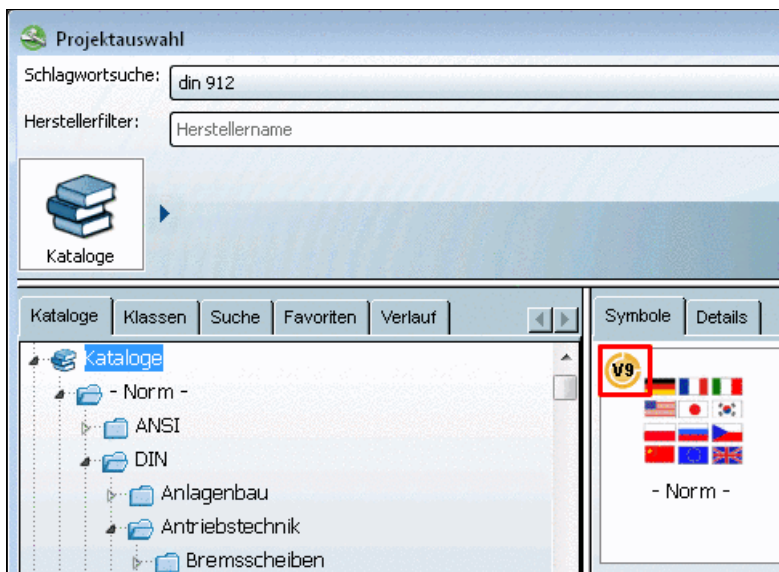 Projektauswahl
Schlagwortsuche: din 912
Herstellerfilter: Herstellername
Kataloge
Kataloge Klassen Suche Favoriten Verlauf
Symbole Details
Kataloge
- Norm -
ANSI
DIN
Anlagenbau
Antriebstechnik
Bremsscheiben
V9
- Norm -